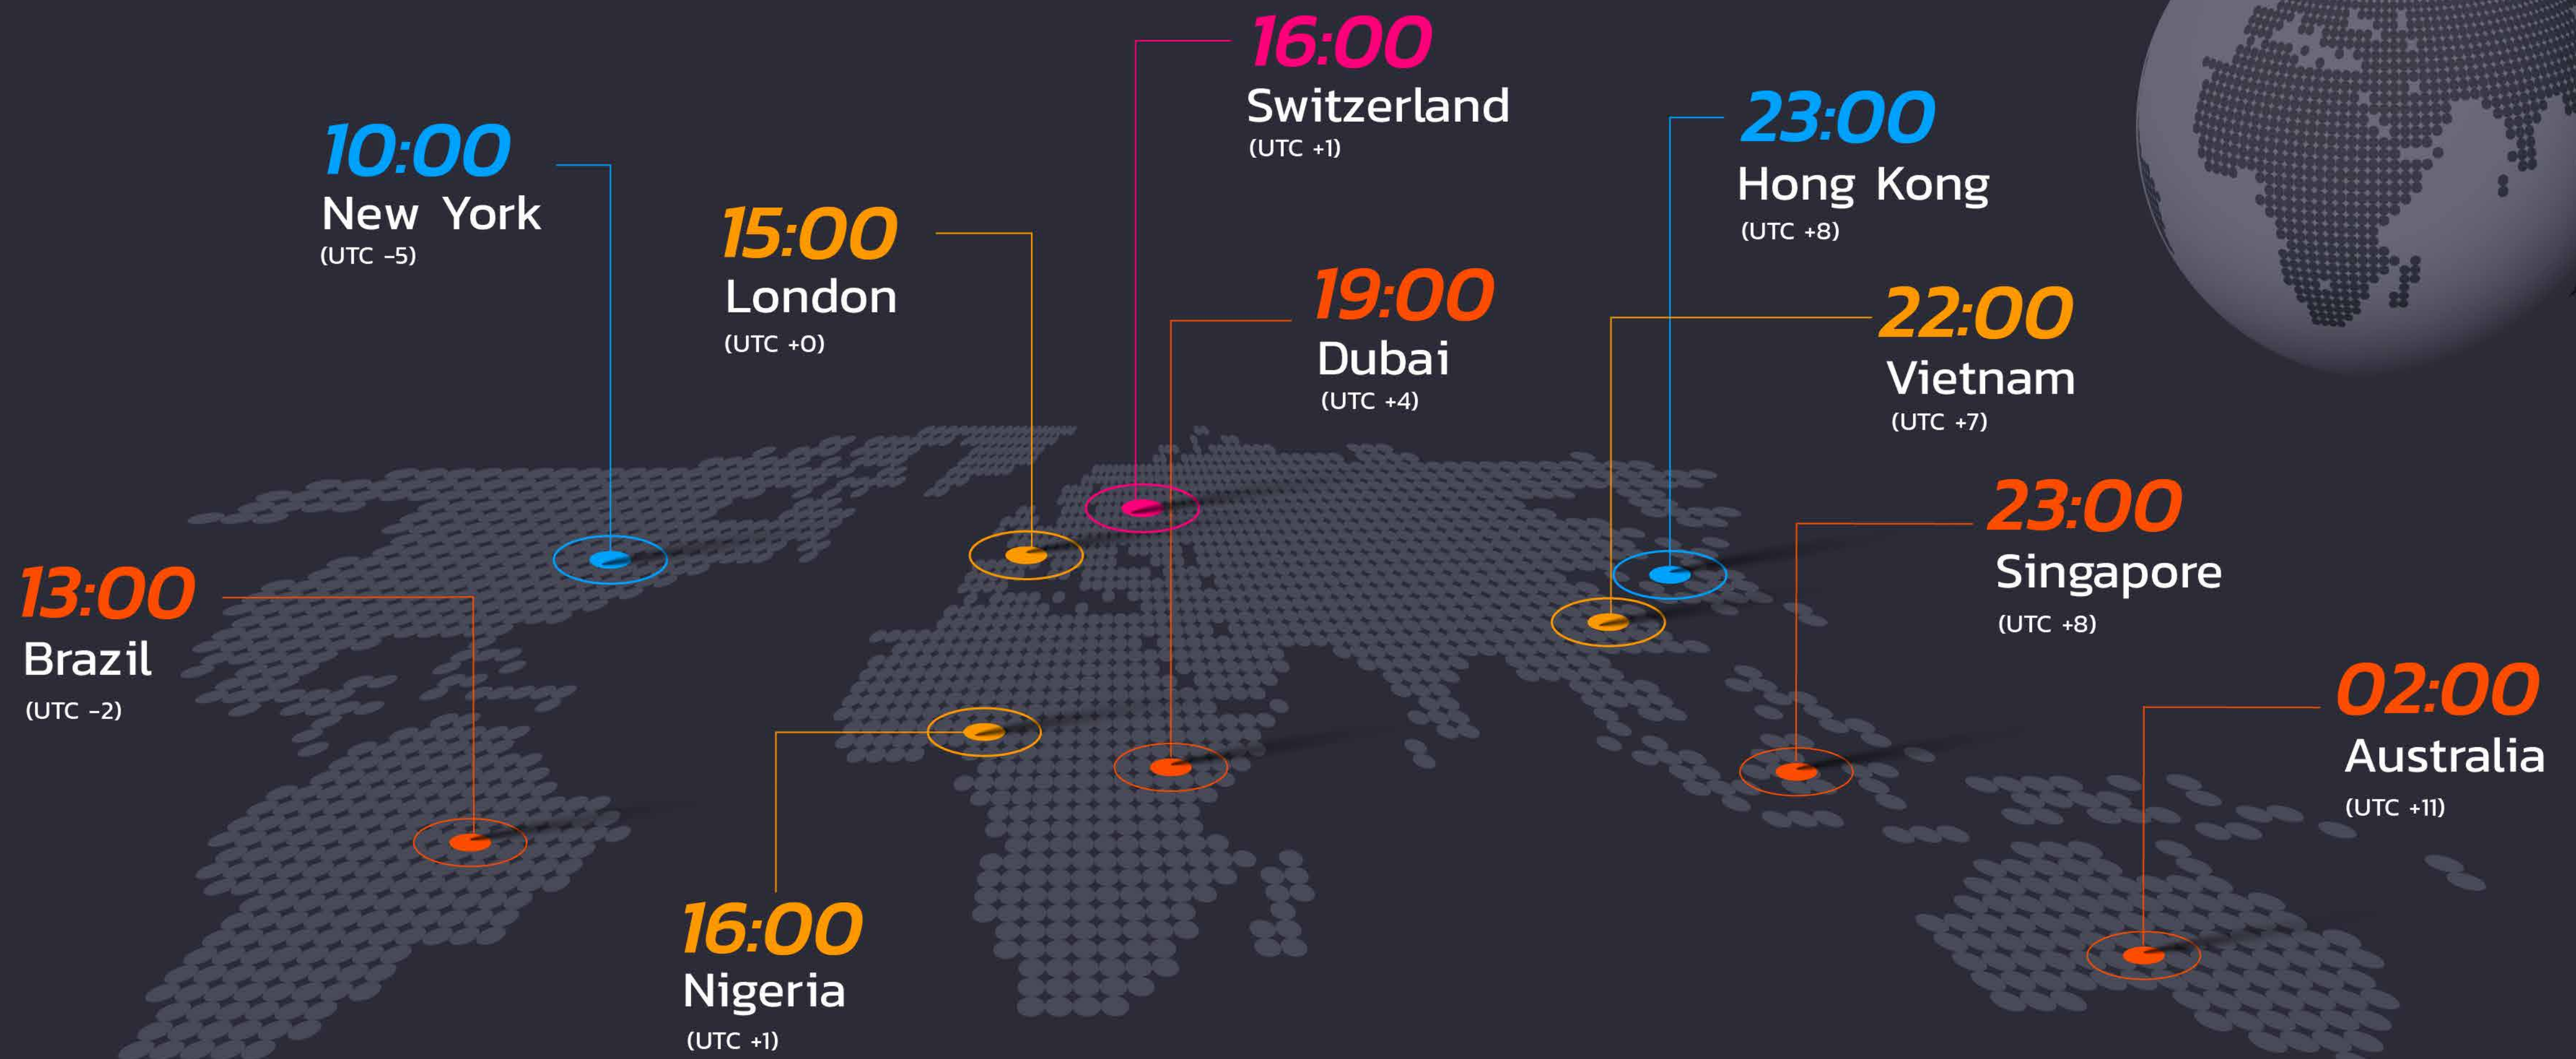 16:00
Switzerland
(UTC +1)
10:00
New York
(UTC -5)
23:00
Hong Kong
(UTC +8)
15:00
London
(UTC +0)
19:00
Dubai
(UTC +4)
22:00
Vietnam
(UTC +7)
23:00
Singapore
(UTC +8)
13:00
Brazil
(UTC -2)
02:00
Australia
(UTC +11)
16:00
Nigeria
(UTC +1)